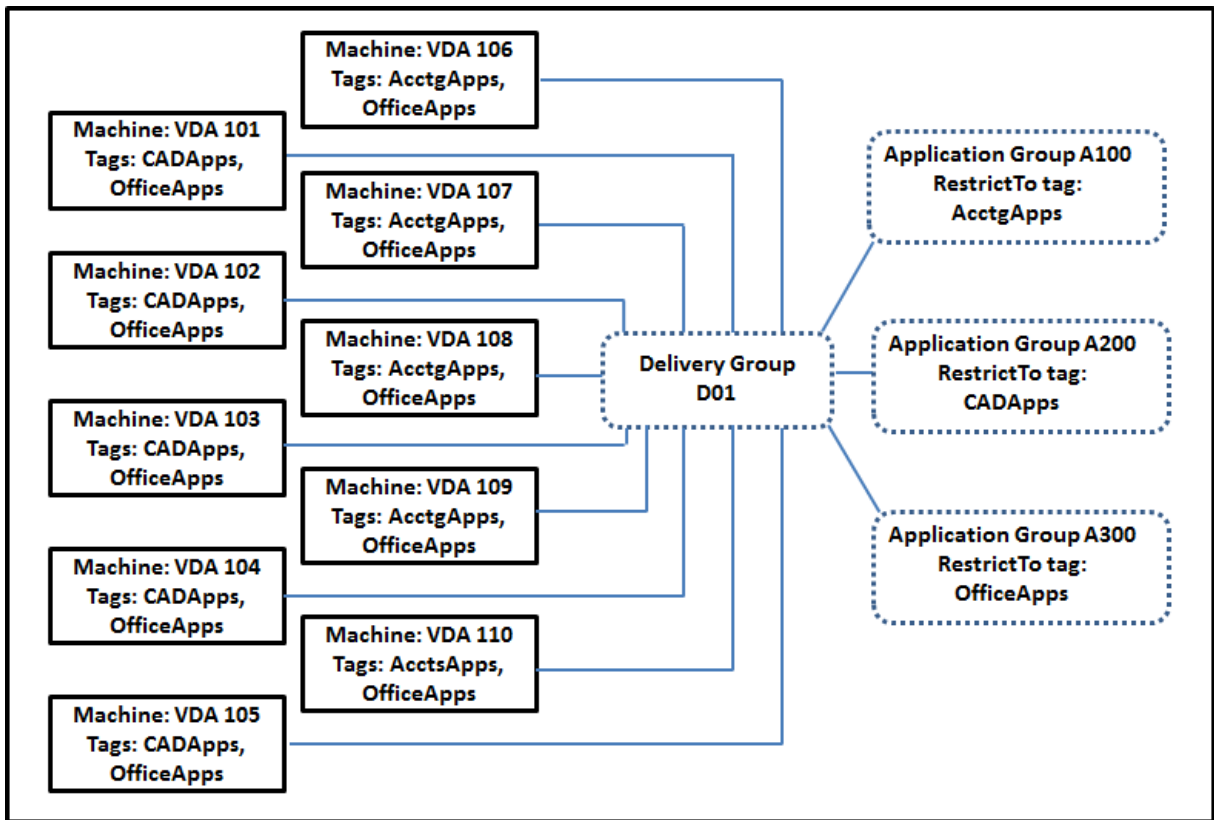 Machine: VDA 106
Tags: AcctgApps,
OfficeApps
Machine: VDA 101
Tags: CADApps,
OfficeApps
Machine: VDA 107
Tags: AcctgApps,
OfficeApps
Machine: VDA 102
Tags: CADApps,
OfficeApps
Machine: VDA 108
Tags: AcctgApps,
OfficeApps
Machine: VDA 103
Tags: CADApps,
OfficeApps
Machine: VDA 109
Tags: AcctgApps,
OfficeApps
Machine: VDA 104
Tags: CADApps,
OfficeApps
Machine: VDA 110
Tags: AcctsApps,
OfficeApps
Machine: VDA 105
Tags: CADApps,
OfficeApps
Delivery Group
D01
Application Group A100
RestrictTo tag:
AcctgApps
Application Group A200
RestrictTo tag:
CADApps
Application Group A300
RestrictTo tag:
OfficeApps